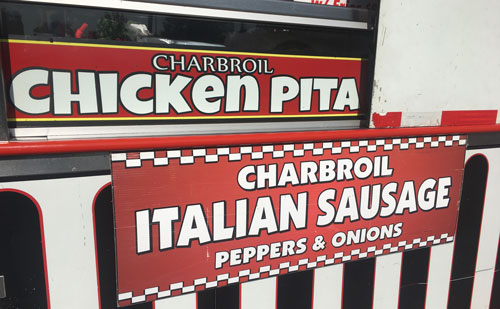 CHARBROIL
CHICKEN PITA
CHARBROIL
ITALIAN SAUSAGE
PEPPERS & ONIONS